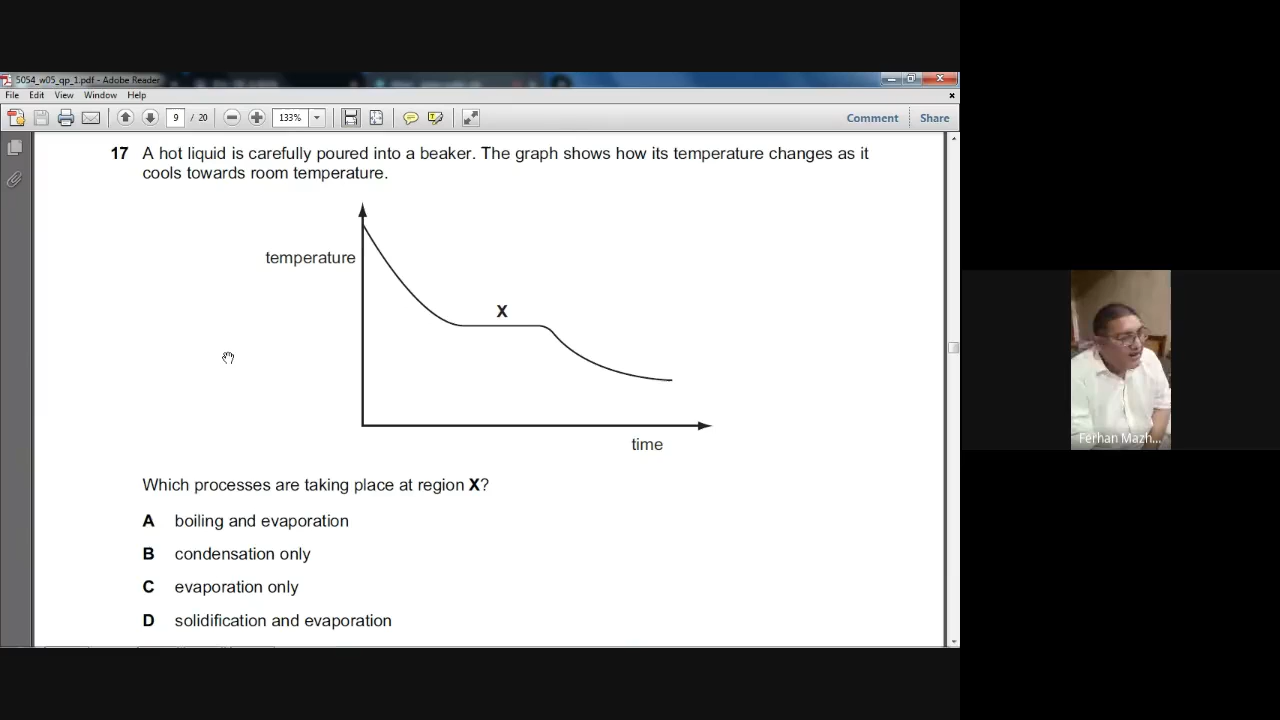 5054_w05_qp_1.pdf - Adobe Reader
File Edit View Window Help
9 / 20 133% Comment Share
17 A hot liquid is carefully poured into a beaker. The graph shows how its temperature changes as it
cools towards room temperature.
temperature
X
time
Which processes are taking place at region X?
A boiling and evaporation
B condensation only
C evaporation only
D solidification and evaporation
Ferhan Mazh...